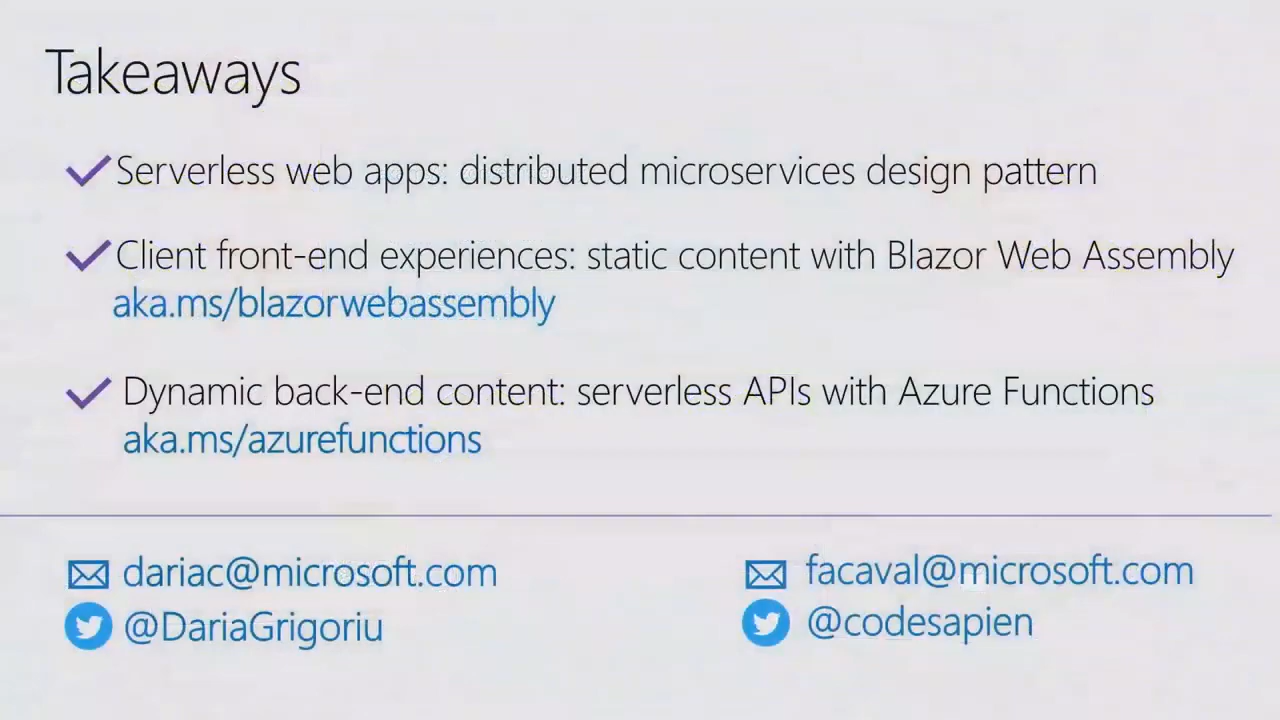 Takeaways
Serverless web apps: distributed microservices design pattern
Client front-end experiences: static content with Blazor Web Assembly
aka.ms/blazorwebassembly
Dynamic back-end content: serverless APIs with Azure Functions
aka.ms/azurefunctions
dariac@microsoft.com
@DariaGrigoriu
facaval@microsoft.com
@codesapien